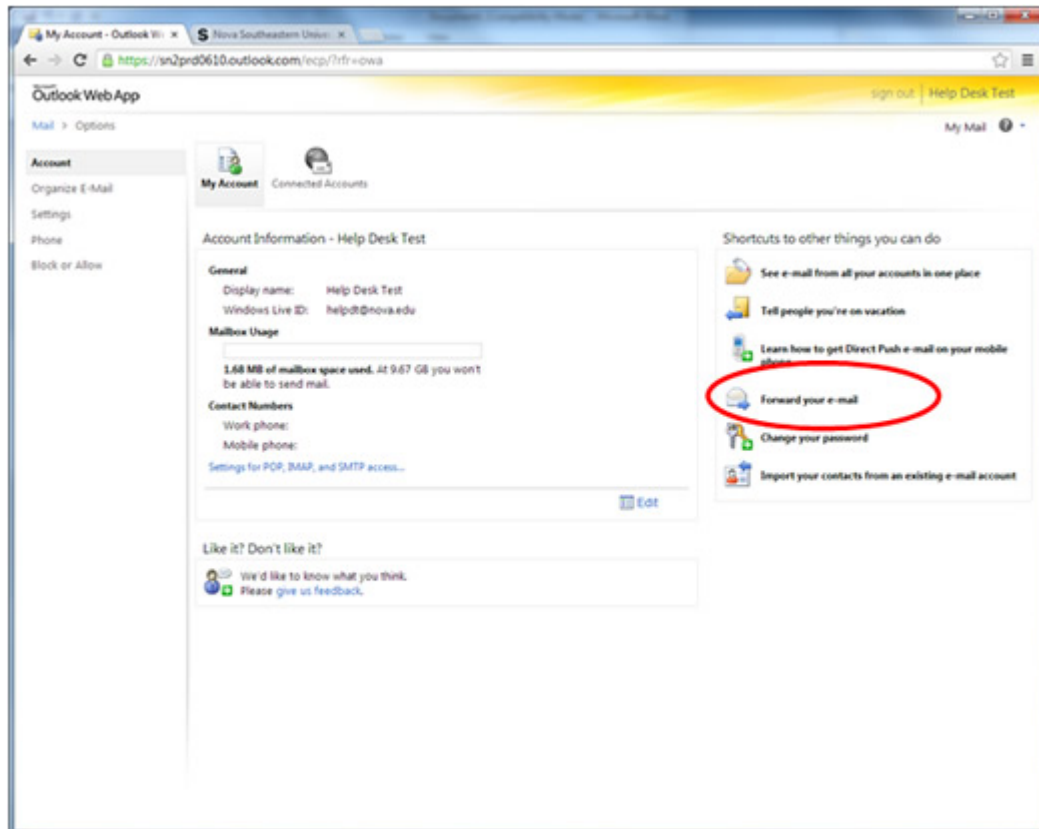 My Account - Outlook W
Nova Southeastern Univer
https://sn2prd0610.outlook.com/ecp/?rfr=owa
Microsoft
Outlook Web App
sign out | Help Desk Test
Mail > Options
My Mail
Account
Organize E-Mail
Settings
Phone
Block or Allow
My Account
Connected Accounts
Account Information - Help Desk Test
General
Display name: Help Desk Test
Windows Live ID: helpdt@nova.edu
Mailbox Usage
1.68 MB of mailbox space used. At 9.67 GB you won't
be able to send mail.
Contact Numbers
Work phone:
Mobile phone:
Settings for POP, IMAP, and SMTP access...
Edit
Like it? Don't like it?
We'd like to know what you think.
Please give us feedback.
Shortcuts to other things you can do
See e-mail from all your accounts in one place
Tell people you're on vacation
Learn how to get Direct Push e-mail on your mobile
phone
Forward your e-mail
Change your password
Import your contacts from an existing e-mail account